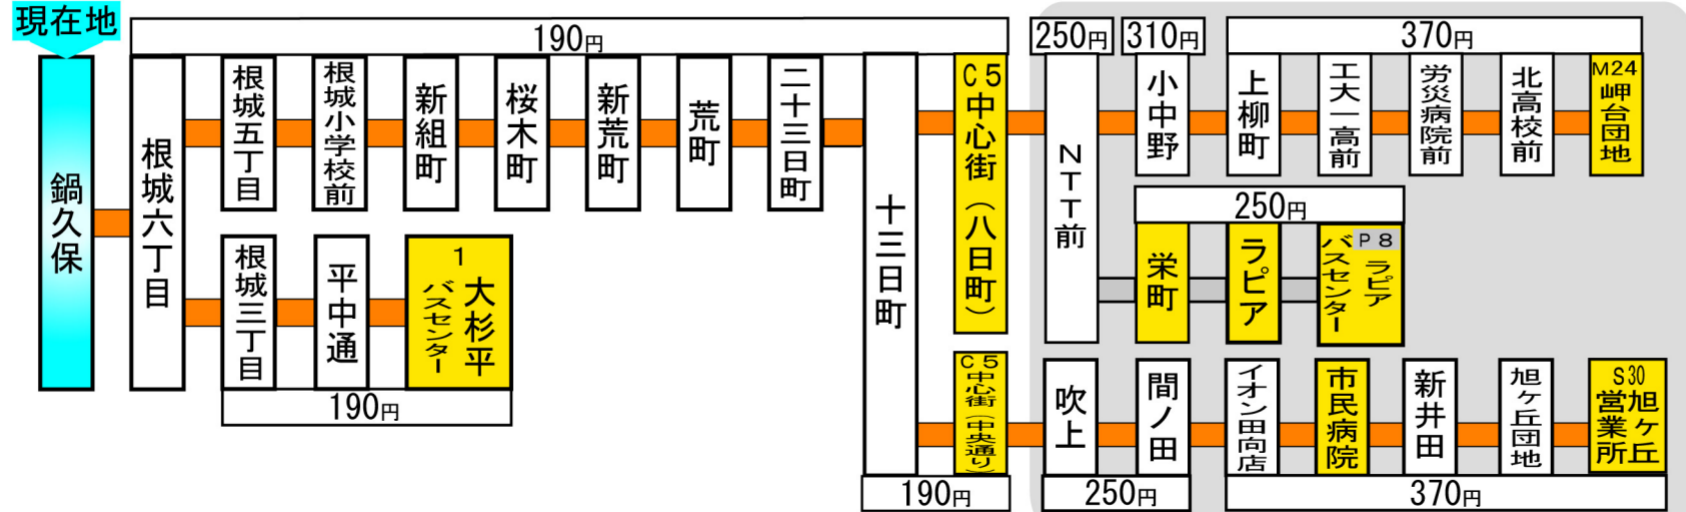 現在地
鍋久保
190円
250円
310円
370円
根城六丁目
根城五丁目
根城小学校前
新組町
桜木町
新荒町
荒町
二十三日町
十三日町
C5
中心街(八日町)
NTT前
小中野
上柳町
工大一高前
労災病院前
北高校前
M24
岬台団地
250円
栄町
ラピア
P8
ラピア
バスセンター
根城三丁目
平中通
1
大杉平
バスセンター
190円
C5
中心街(中央通り)
吹上
間ノ田
イオン田向店
市民病院
新井田
旭ヶ丘団地
S30
旭ヶ丘
営業所
190円
250円
370円